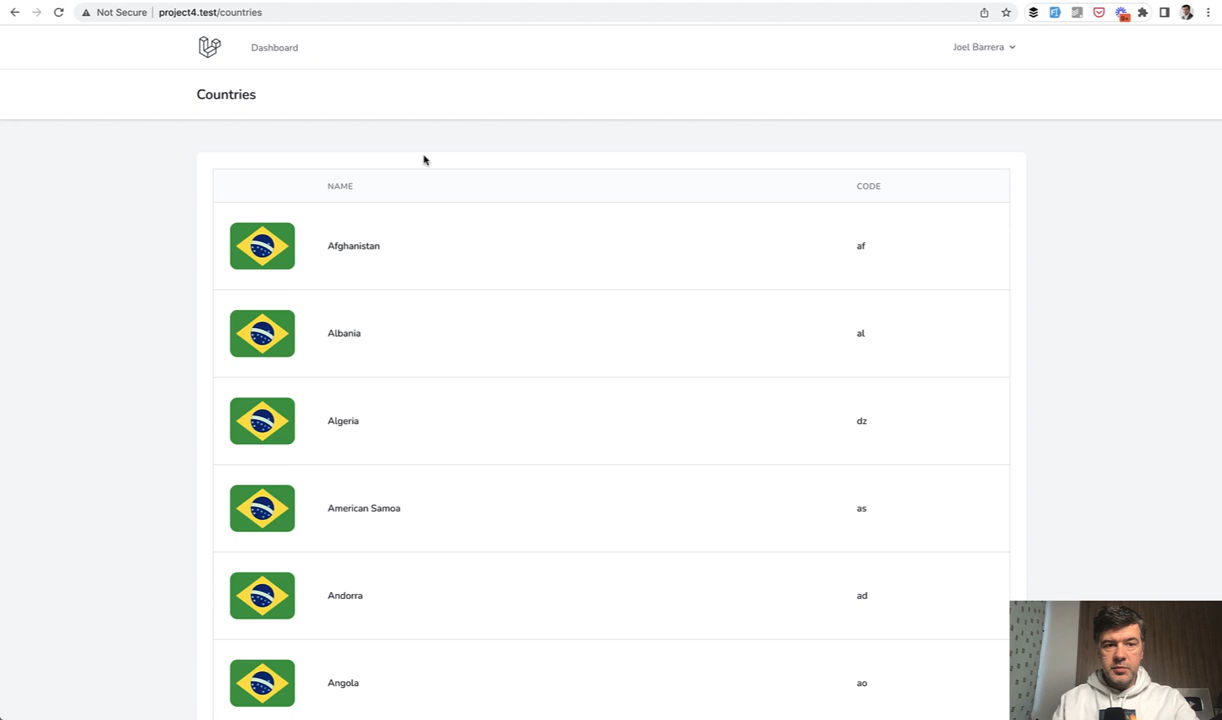 Not Secure project4.test/countries
9+
Dashboard
Joel Barrera
Countries
NAME CODE
Afghanistan af
Albania al
Algeria dz
American Samoa as
Andorra ad
Angola ao